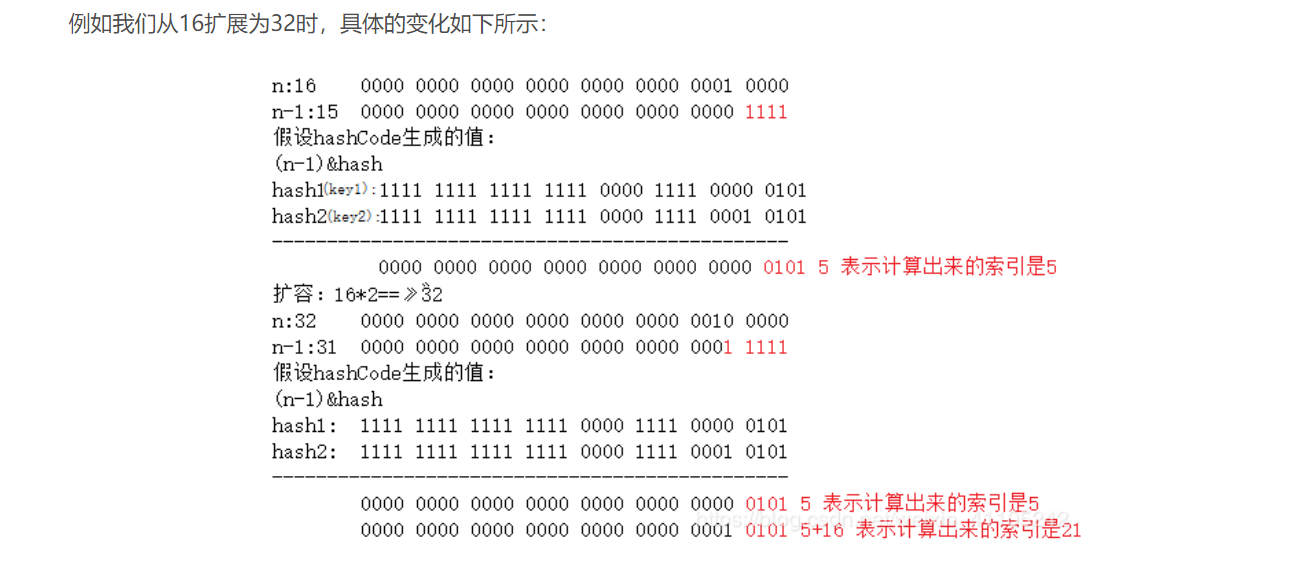 例如我们从16扩展为32时，具体的变化如下所示：
n:16 0000 0000 0000 0000 0000 0000 0001 0000
n-1:15 0000 0000 0000 0000 0000 0000 0000 1111
假设hashCode生成的值：
(n-1)&hash
hash1(key1):1111 1111 1111 1111 0000 1111 0000 0101
hash2(key2):1111 1111 1111 1111 0000 1111 0001 0101
-----------------------------------------------
0000 0000 0000 0000 0000 0000 0000 0101 5 表示计算出来的索引是5
扩容：16*2==》32
n:32 0000 0000 0000 0000 0000 0000 0010 0000
n-1:31 0000 0000 0000 0000 0000 0000 0001 1111
假设hashCode生成的值：
(n-1)&hash
hash1: 1111 1111 1111 1111 0000 1111 0000 0101
hash2: 1111 1111 1111 1111 0000 1111 0001 0101
-----------------------------------------------
0000 0000 0000 0000 0000 0000 0000 0101 5 表示计算出来的索引是5
0000 0000 0000 0000 0000 0000 0001 0101 5+16 表示计算出来的索引是21